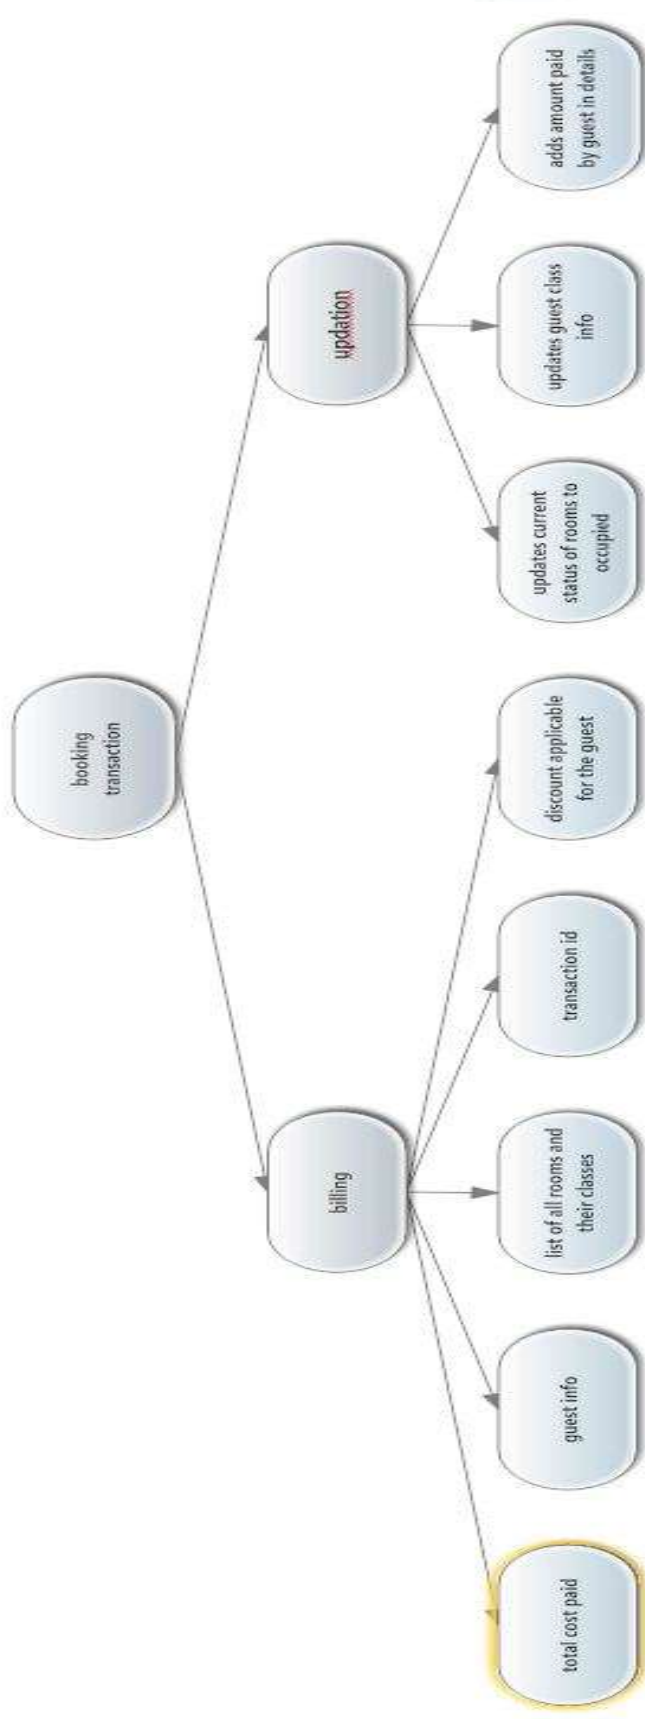 booking
transaction
billing
updation
total cost paid
guest info
list of all rooms and
their classes
transaction id
discount applicable
for the guest
updates current
status of rooms to
occupied
updates guest class
info
adds amount paid
by guest in details